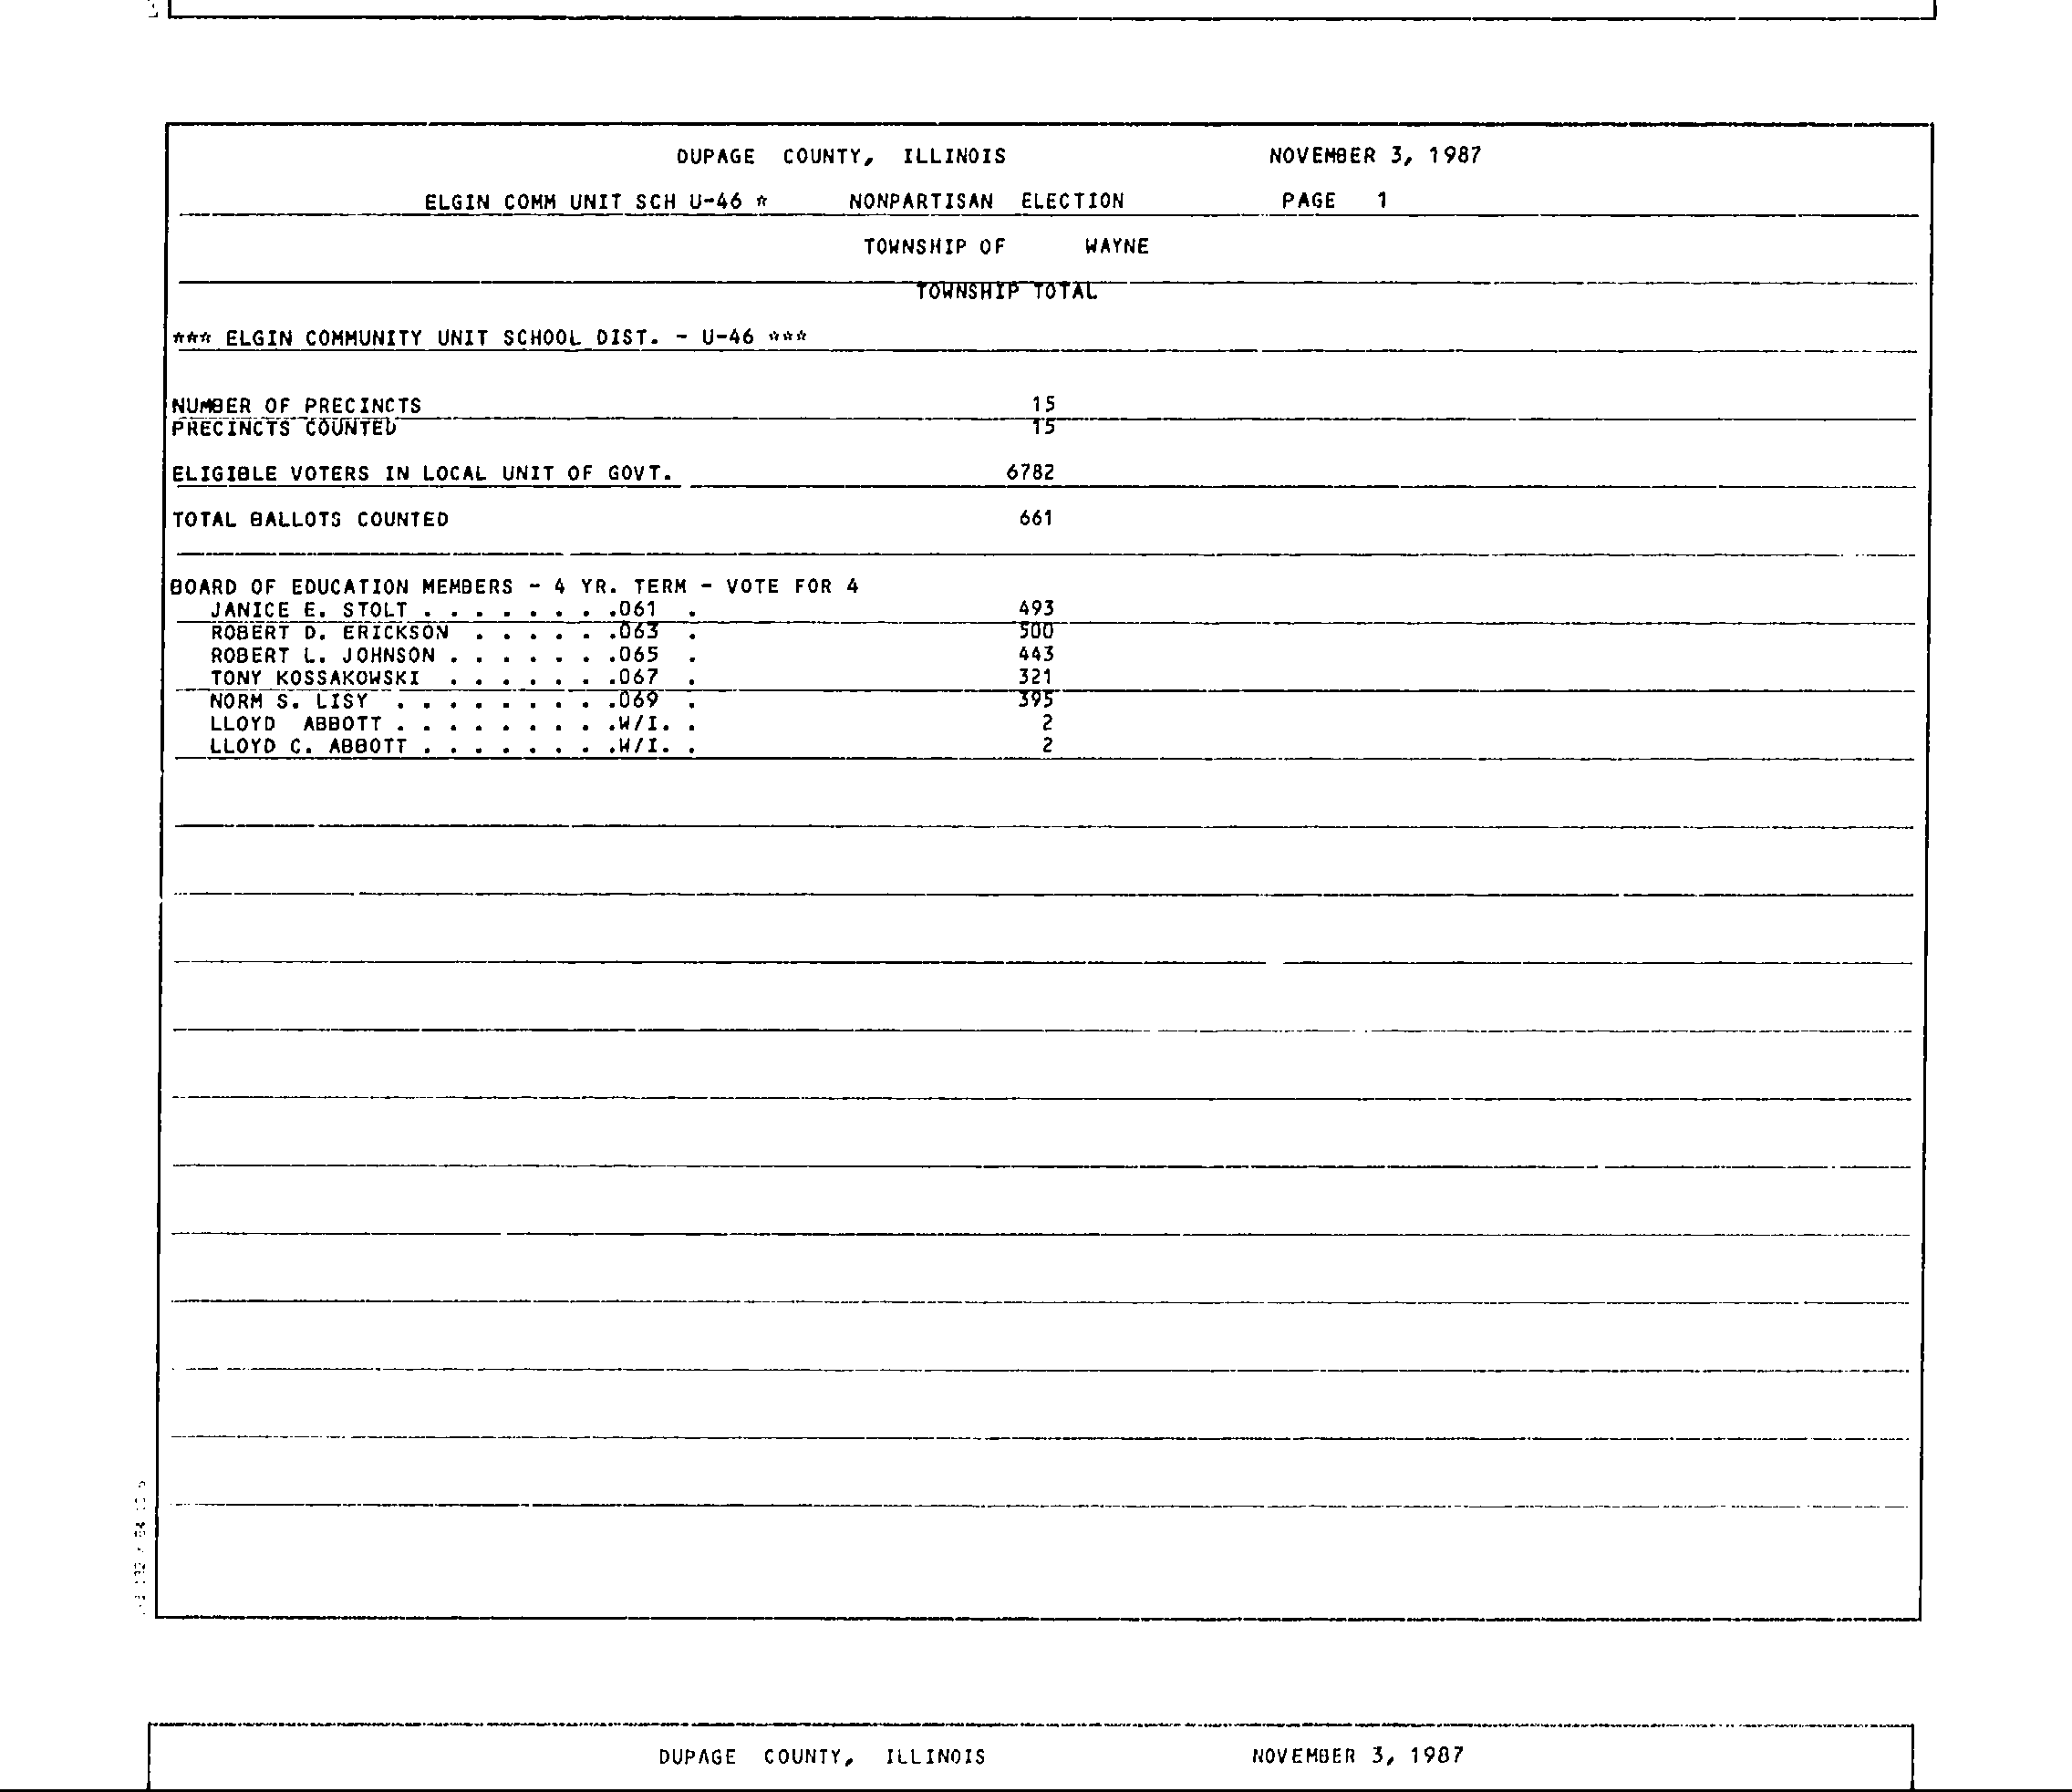 DUPAGE COUNTY, ILLINOIS NOVEMBER 3, 1987
ELGIN COMM UNIT SCH U-46 * NONPARTISAN ELECTION PAGE 1
TOWNSHIP OF WAYNE
TOWNSHIP TOTAL
*** ELGIN COMMUNITY UNIT SCHOOL DIST. - U-46 ***
NUMBER OF PRECINCTS 15
PRECINCTS COUNTED 15
ELIGIBLE VOTERS IN LOCAL UNIT OF GOVT. 6782
TOTAL BALLOTS COUNTED 661
BOARD OF EDUCATION MEMBERS - 4 YR. TERM - VOTE FOR 4
JANICE E. STOLT . . . . . . . .061 . 493
ROBERT D. ERICKSON . . . . . .063 . 500
ROBERT L. JOHNSON . . . . . . .065 . 443
TONY KOSSAKOWSKI . . . . . . .067 . 321
NORM S. LISY . . . . . . . . .069 . 395
LLOYD ABBOTT . . . . . . . . .W/I. . 2
LLOYD C. ABBOTT . . . . . . . .W/I. . 2
DUPAGE COUNTY, ILLINOIS NOVEMBER 3, 1987